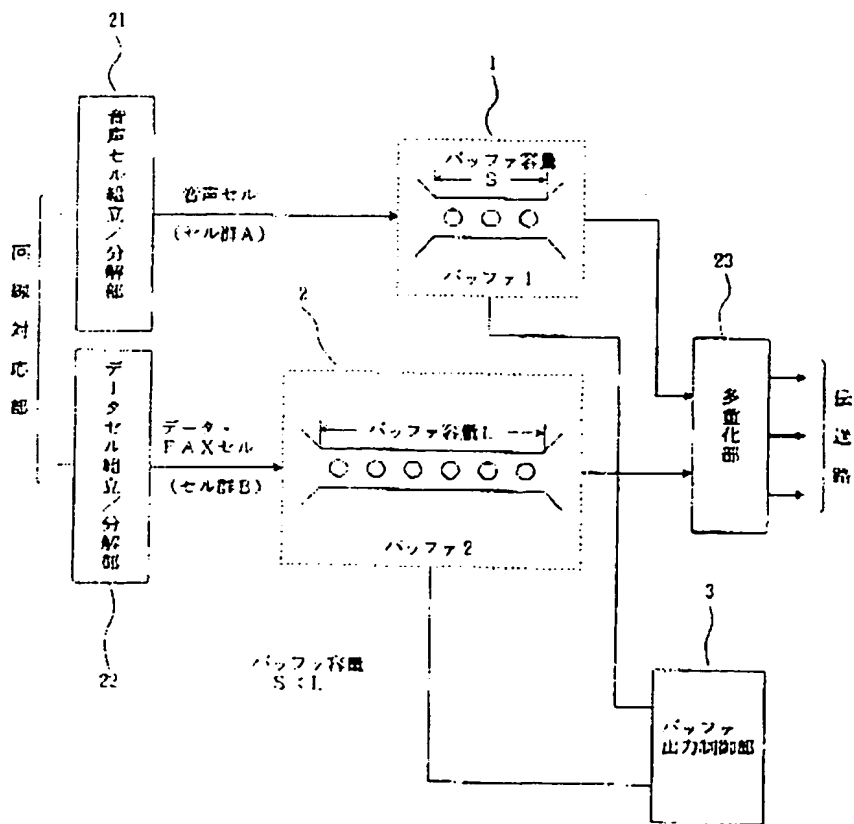 21
音声セル組立／分解部
回線対応部
音声セル
(セル群A)
1
バッファ容量
S
バッファ1
2
データセル組立／分解部
22
データ・
FAXセル
(セル群B)
バッファ容量L
バッファ2
バッファ容量
S<L
23
多重化部
伝送路
3
バッファ
出力制御部